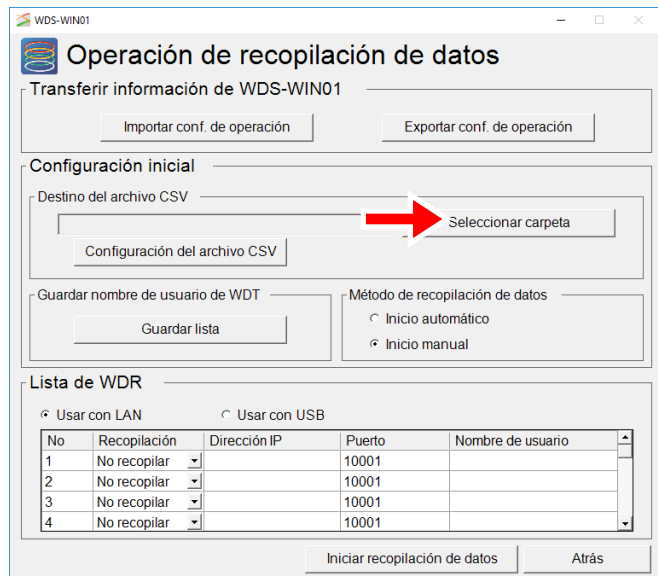 WDS-WIN01
Operación de recopilación de datos
Transferir información de WDS-WIN01
Importar conf. de operación Exportar conf. de operación
Configuración inicial
Destino del archivo CSV
Seleccionar carpeta
Configuración del archivo CSV
Guardar nombre de usuario de WDT
Guardar lista
Método de recopilación de datos
Inicio automático
Inicio manual
Lista de WDR
Usar con LAN Usar con USB
No Recopilación Dirección IP Puerto Nombre de usuario
1 No recopilar 10001
2 No recopilar 10001
3 No recopilar 10001
4 No recopilar 10001
Iniciar recopilación de datos Atrás